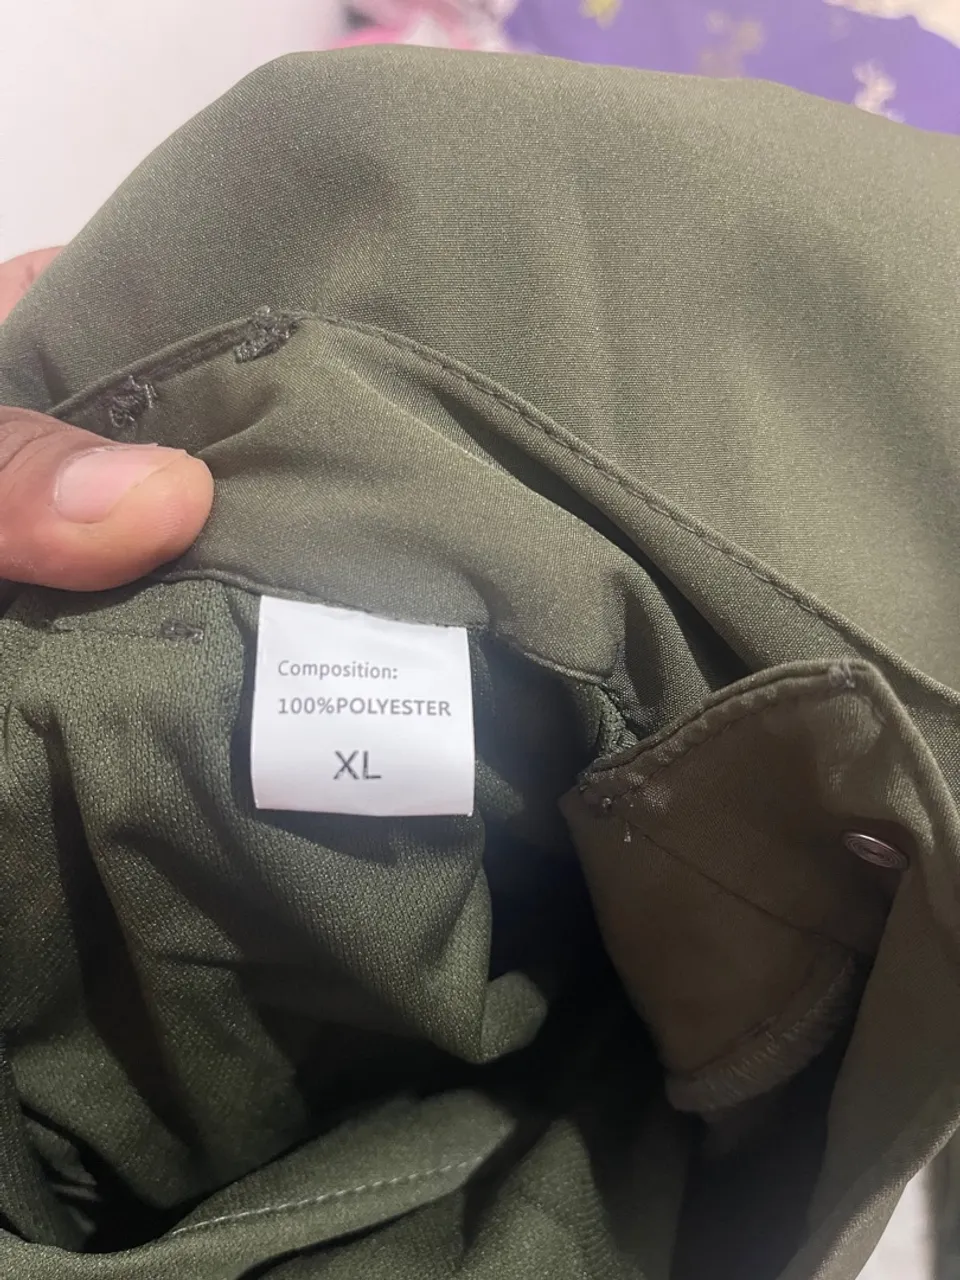 Composition:
100%POLYESTER
XL